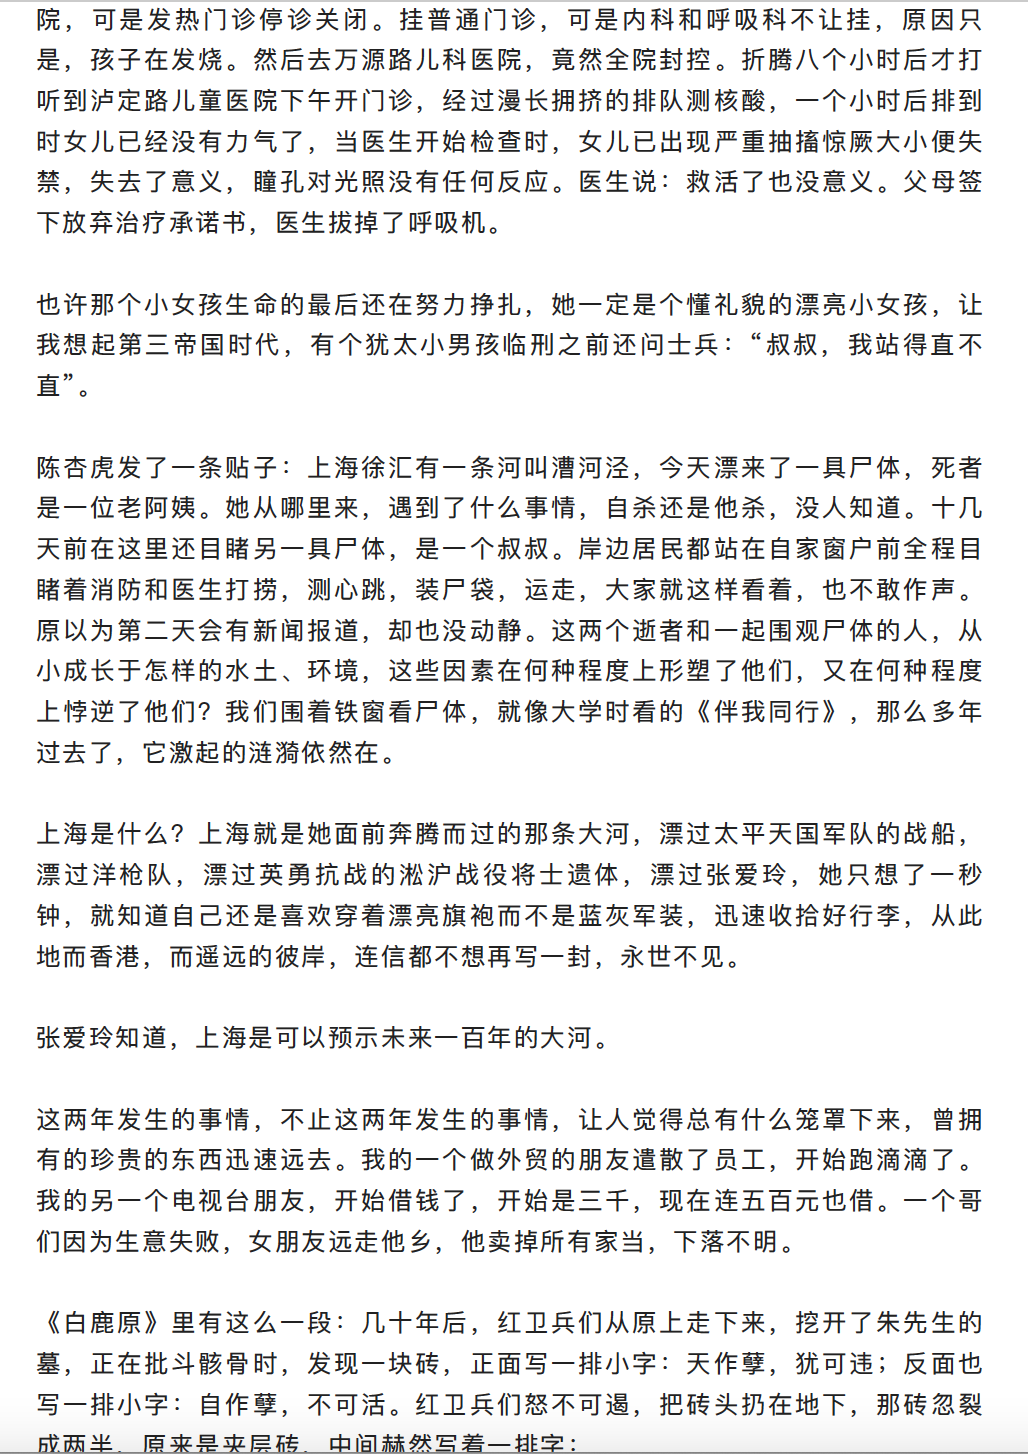 院，可是发热门诊停诊关闭。挂普通门诊，可是内科和呼吸科不让挂，原因只
是，孩子在发烧。然后去万源路儿科医院，竟然全院封控。折腾八个小时后才打
听到泸定路儿童医院下午开门诊，经过漫长拥挤的排队测核酸，一个小时后排到
时女儿已经没有力气了，当医生开始检查时，女儿已出现严重抽搐惊厥大小便失
禁，失去了意义，瞳孔对光照没有任何反应。医生说：救活了也没意义。父母签
下放弃治疗承诺书，医生拔掉了呼吸机。
也许那个小女孩生命的最后还在努力挣扎，她一定是个懂礼貌的漂亮小女孩，让
我想起第三帝国时代，有个犹太小男孩临刑之前还问士兵：“叔叔，我站得直不
直”。
陈杏虎发了一条贴子：上海徐汇有一条河叫漕河泾，今天漂来了一具尸体，死者
是一位老阿姨。她从哪里来，遇到了什么事情，自杀还是他杀，没人知道。十几
天前在这里还目睹另一具尸体，是一个叔叔。岸边居民都站在自家窗户前全程目
睹着消防和医生打捞，测心跳，装尸袋，运走，大家就这样看着，也不敢作声。
原以为第二天会有新闻报道，却也没动静。这两个逝者和一起围观尸体的人，从
小成长于怎样的水土、环境，这些因素在何种程度上形塑了他们，又在何种程度
上悖逆了他们？我们围着铁窗看尸体，就像大学时看的《伴我同行》，那么多年
过去了，它激起的涟漪依然在。
上海是什么？上海就是她面前奔腾而过的那条大河，漂过太平天国军队的战船，
漂过洋枪队，漂过英勇抗战的淞沪战役将士遗体，漂过张爱玲，她只想了一秒
钟，就知道自己还是喜欢穿着漂亮旗袍而不是蓝灰军装，迅速收拾好行李，从此
地而香港，而遥远的彼岸，连信都不想再写一封，永世不见。
张爱玲知道，上海是可以预示未来一百年的大河。
这两年发生的事情，不止这两年发生的事情，让人觉得总有什么笼罩下来，曾拥
有的珍贵的东西迅速远去。我的一个做外贸的朋友遣散了员工，开始跑滴滴了。
我的另一个电视台朋友，开始借钱了，开始是三千，现在连五百元也借。一个哥
们因为生意失败，女朋友远走他乡，他卖掉所有家当，下落不明。
《白鹿原》里有这么一段：几十年后，红卫兵们从原上走下来，挖开了朱先生的
墓，正在批斗骸骨时，发现一块砖，正面写一排小字：天作孽，犹可违；反面也
写一排小字：自作孽，不可活。红卫兵们怒不可遏，把砖头扔在地下，那砖忽裂
成两半，原来是夹层砖，中间赫然写着一排字：